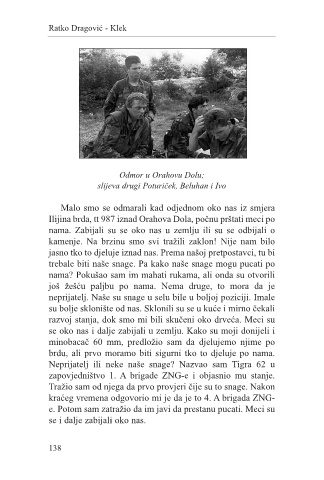 Ratko Dragović - Klek
Odmor u Orahovu Dolu;
slijeva drugi Poturiček, Beluhan i Ivo
Malo smo se odmarali kad odjednom oko nas iz smjera
Ilijina brda, tt 987 iznad Orahova Dola, počnu prštati meci po
nama. Zabijali su se oko nas u zemlju ili su se odbijali o
kamenje. Na brzinu smo svi tražili zaklon! Nije nam bilo
jasno tko to djeluje iznad nas. Prema našoj pretpostavci, tu bi
trebale biti naše snage. Pa kako naše snage mogu pucati po
nama? Pokušao sam im mahati rukama, ali onda su otvorili
još žešću paljbu po nama. Nema druge, to mora da je
neprijatelj. Naše su snage u selu bile u boljoj poziciji. Imale
su bolje sklonište od nas. Sklonili su se u kuće i mirno čekali
razvoj stanja, dok smo mi bili skučeni oko drveća. Meci su
se oko nas i dalje zabijali u zemlju. Kako su moji donijeli i
minobacač 60 mm, predložio sam da djelujemo njime po
brdu, ali prvo moramo biti sigurni tko to djeluje po nama.
Neprijatelj ili neke naše snage? Nazvao sam Tigra 62 u
zapovjedništvo 1. A brigade ZNG-e i objasnio mu stanje.
Tražio sam od njega da prvo provjeri čije su to snage. Nakon
kraćeg vremena odgovorio mi je da je to 4. A brigada ZNG-
e. Potom sam zatražio da im javi da prestanu pucati. Meci su
se i dalje zabijali oko nas.
138